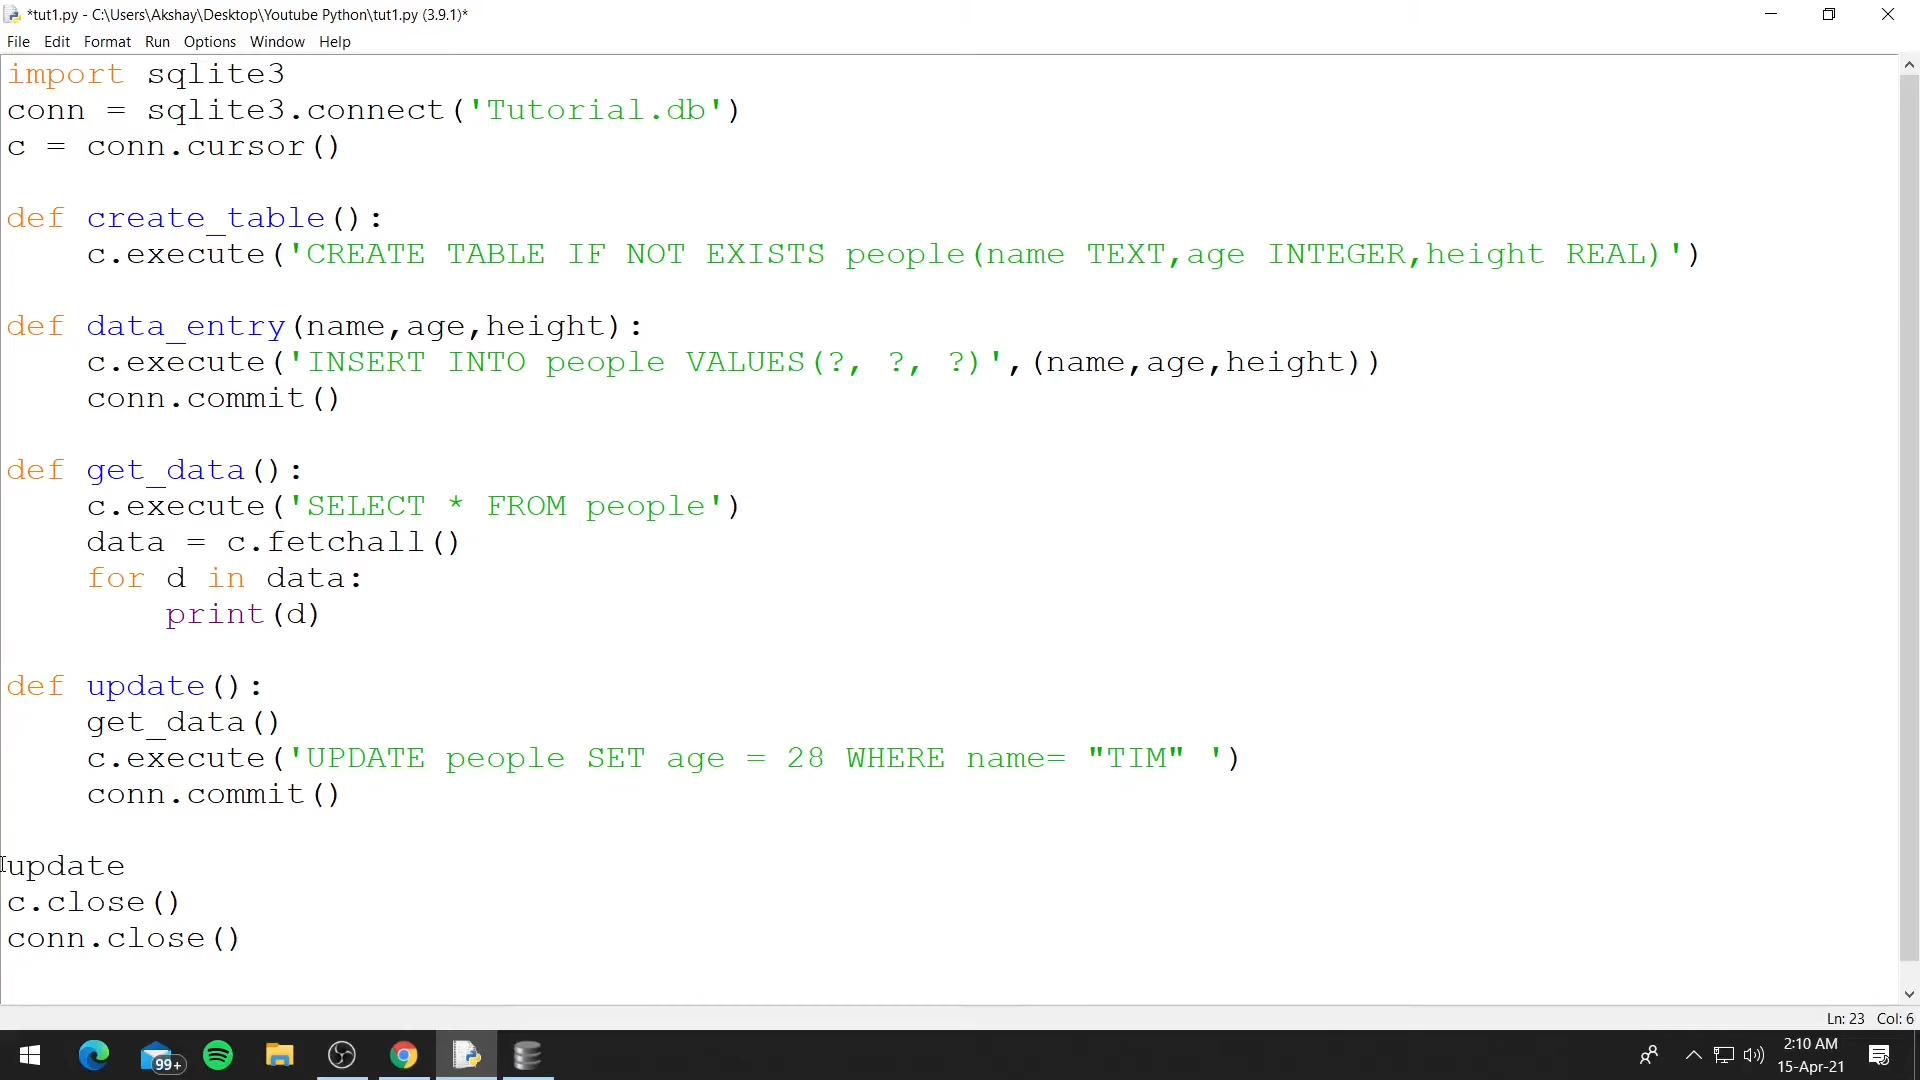 *tut1.py - C:\Users\Akshay\Desktop\Youtube Python\tut1.py (3.9.1)*
File Edit Format Run Options Window Help
import sqlite3
conn = sqlite3.connect('Tutorial.db')
c = conn.cursor()
def create_table():
    c.execute('CREATE TABLE IF NOT EXISTS people(name TEXT,age INTEGER,height REAL)')
def data_entry(name,age,height):
    c.execute('INSERT INTO people VALUES(?, ?, ?)',(name,age,height))
    conn.commit()
def get_data():
    c.execute('SELECT * FROM people')
    data = c.fetchall()
    for d in data:
        print(d)
def update():
    get_data()
    c.execute('UPDATE people SET age = 28 WHERE name= "TIM" ')
    conn.commit()
update
c.close()
conn.close()
Ln: 23 Col: 6
99+
2:10 AM
15-Apr-21